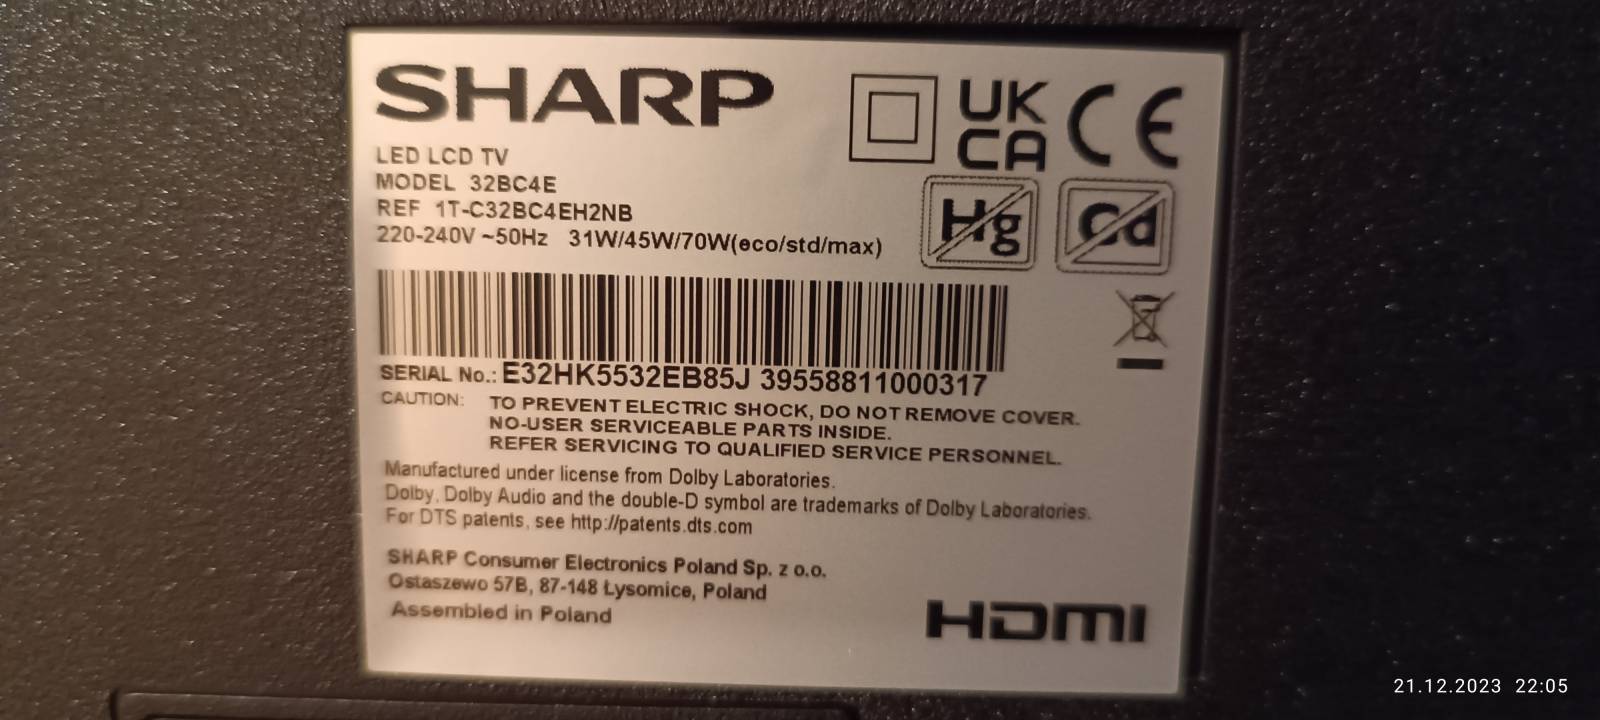 SHARP
UK
CA
CE
LED LCD TV
MODEL 32BC4E
REF 1T-C32BC4EH2NB
220-240V ~50Hz 31W/45W/70W(eco/std/max)
Hg
Cd
SERIAL No.: E32HK5532EB85J 39558811000317
CAUTION: TO PREVENT ELECTRIC SHOCK, DO NOT REMOVE COVER.
NO-USER SERVICEABLE PARTS INSIDE.
REFER SERVICING TO QUALIFIED SERVICE PERSONNEL.
Manufactured under license from Dolby Laboratories.
Dolby, Dolby Audio and the double-D symbol are trademarks of Dolby Laboratories.
For DTS patents, see http://patents.dts.com
SHARP Consumer Electronics Poland Sp. z o.o.
Ostaszewo 57B, 87-148 Łysomice, Poland
Assembled in Poland
HDMI
21.12.2023 22:05